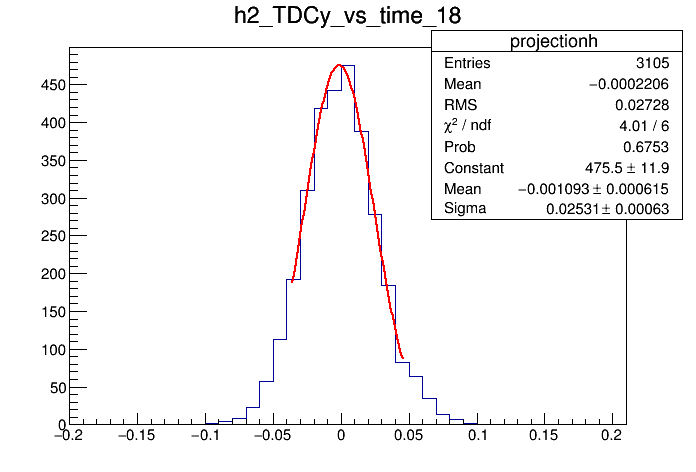 h2_TDCy_vs_time_18
projectionh
Entries 3105
Mean −0.0002206
RMS 0.02728
χ² / ndf 4.01 / 6
Prob 0.6753
Constant 475.5 ± 11.9
Mean −0.001093 ± 0.000615
Sigma 0.02531 ± 0.00063
450
400
350
300
250
200
150
100
50
0
−0.2 −0.15 −0.1 −0.05 0 0.05 0.1 0.15 0.2